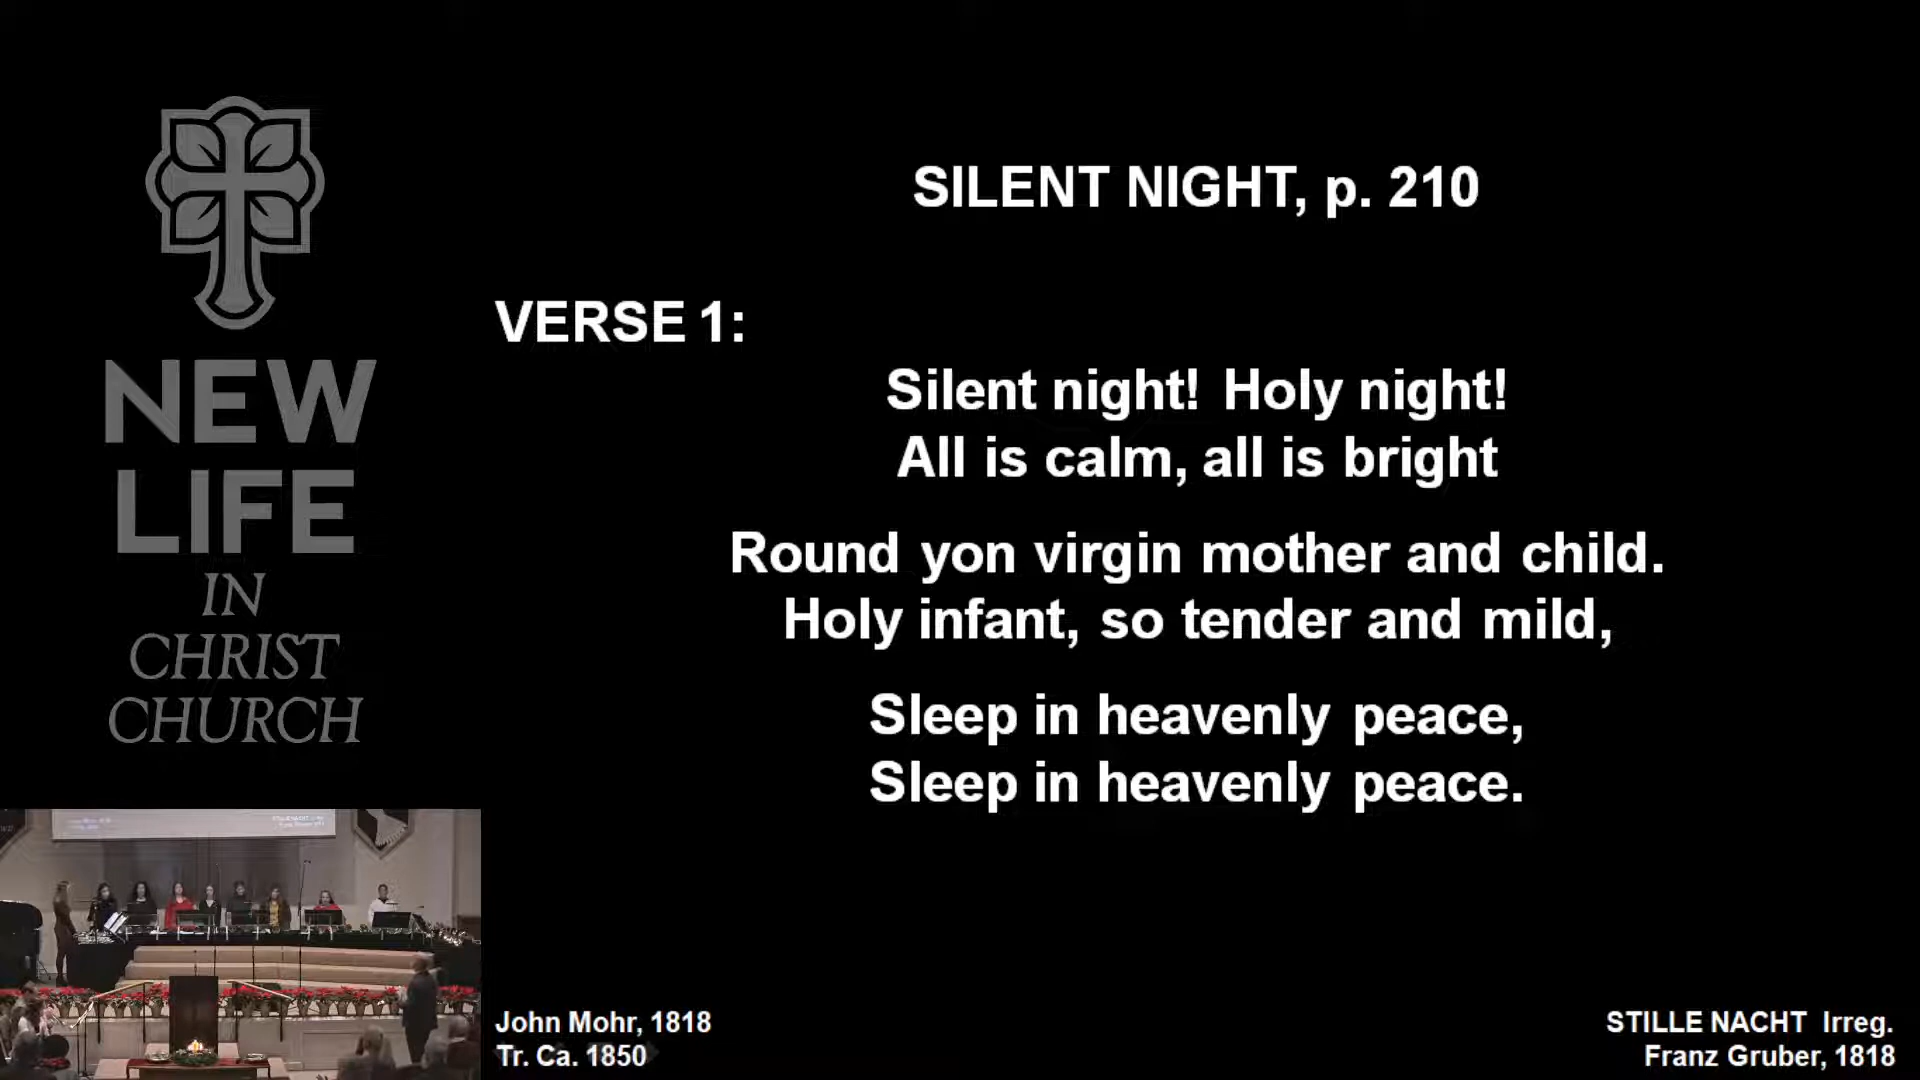 SILENT NIGHT, p. 210
VERSE 1:
Silent night! Holy night!
All is calm, all is bright
Round yon virgin mother and child.
Holy infant, so tender and mild,
Sleep in heavenly peace,
Sleep in heavenly peace.
NEW
LIFE
IN
CHRIST
CHURCH
John Mohr, 1818
Tr. Ca. 1850
STILLE NACHT Irreg.
Franz Gruber, 1818